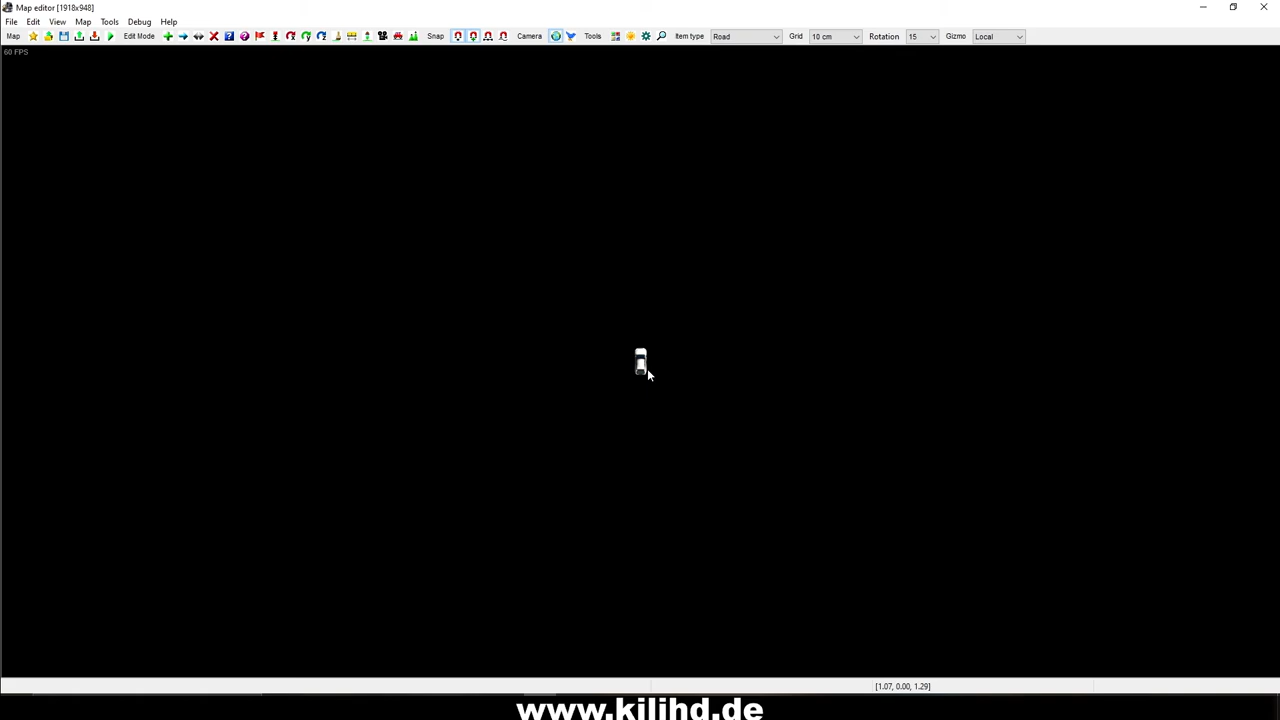 Map editor [1918x948]
File Edit View Map Tools Debug Help
Map Edit Mode Snap Camera Tools Item type Road Grid 10 cm Rotation 15 Gizmo Local
60 FPS
[1.07, 0.00, 1.29]
www.kilihd.de